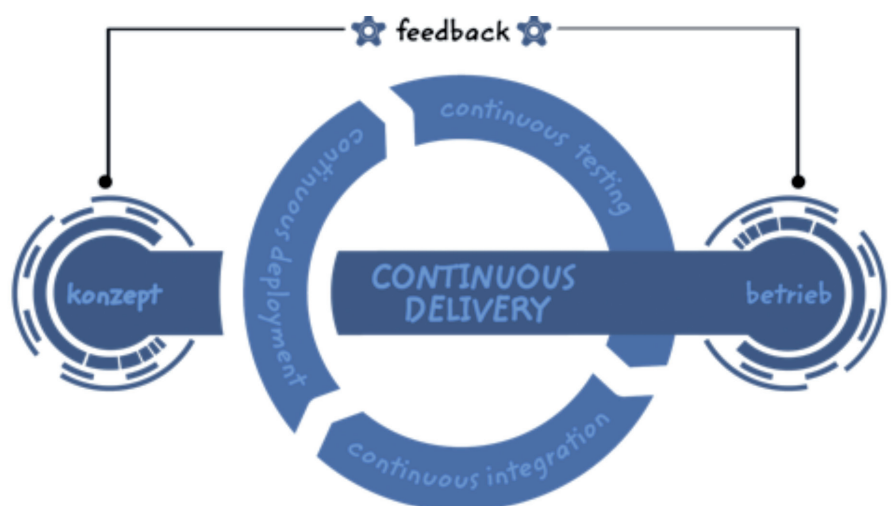 feedback
continuous testing
continuous deployment
konzept
CONTINUOUS
DELIVERY
betrieb
continuous integration